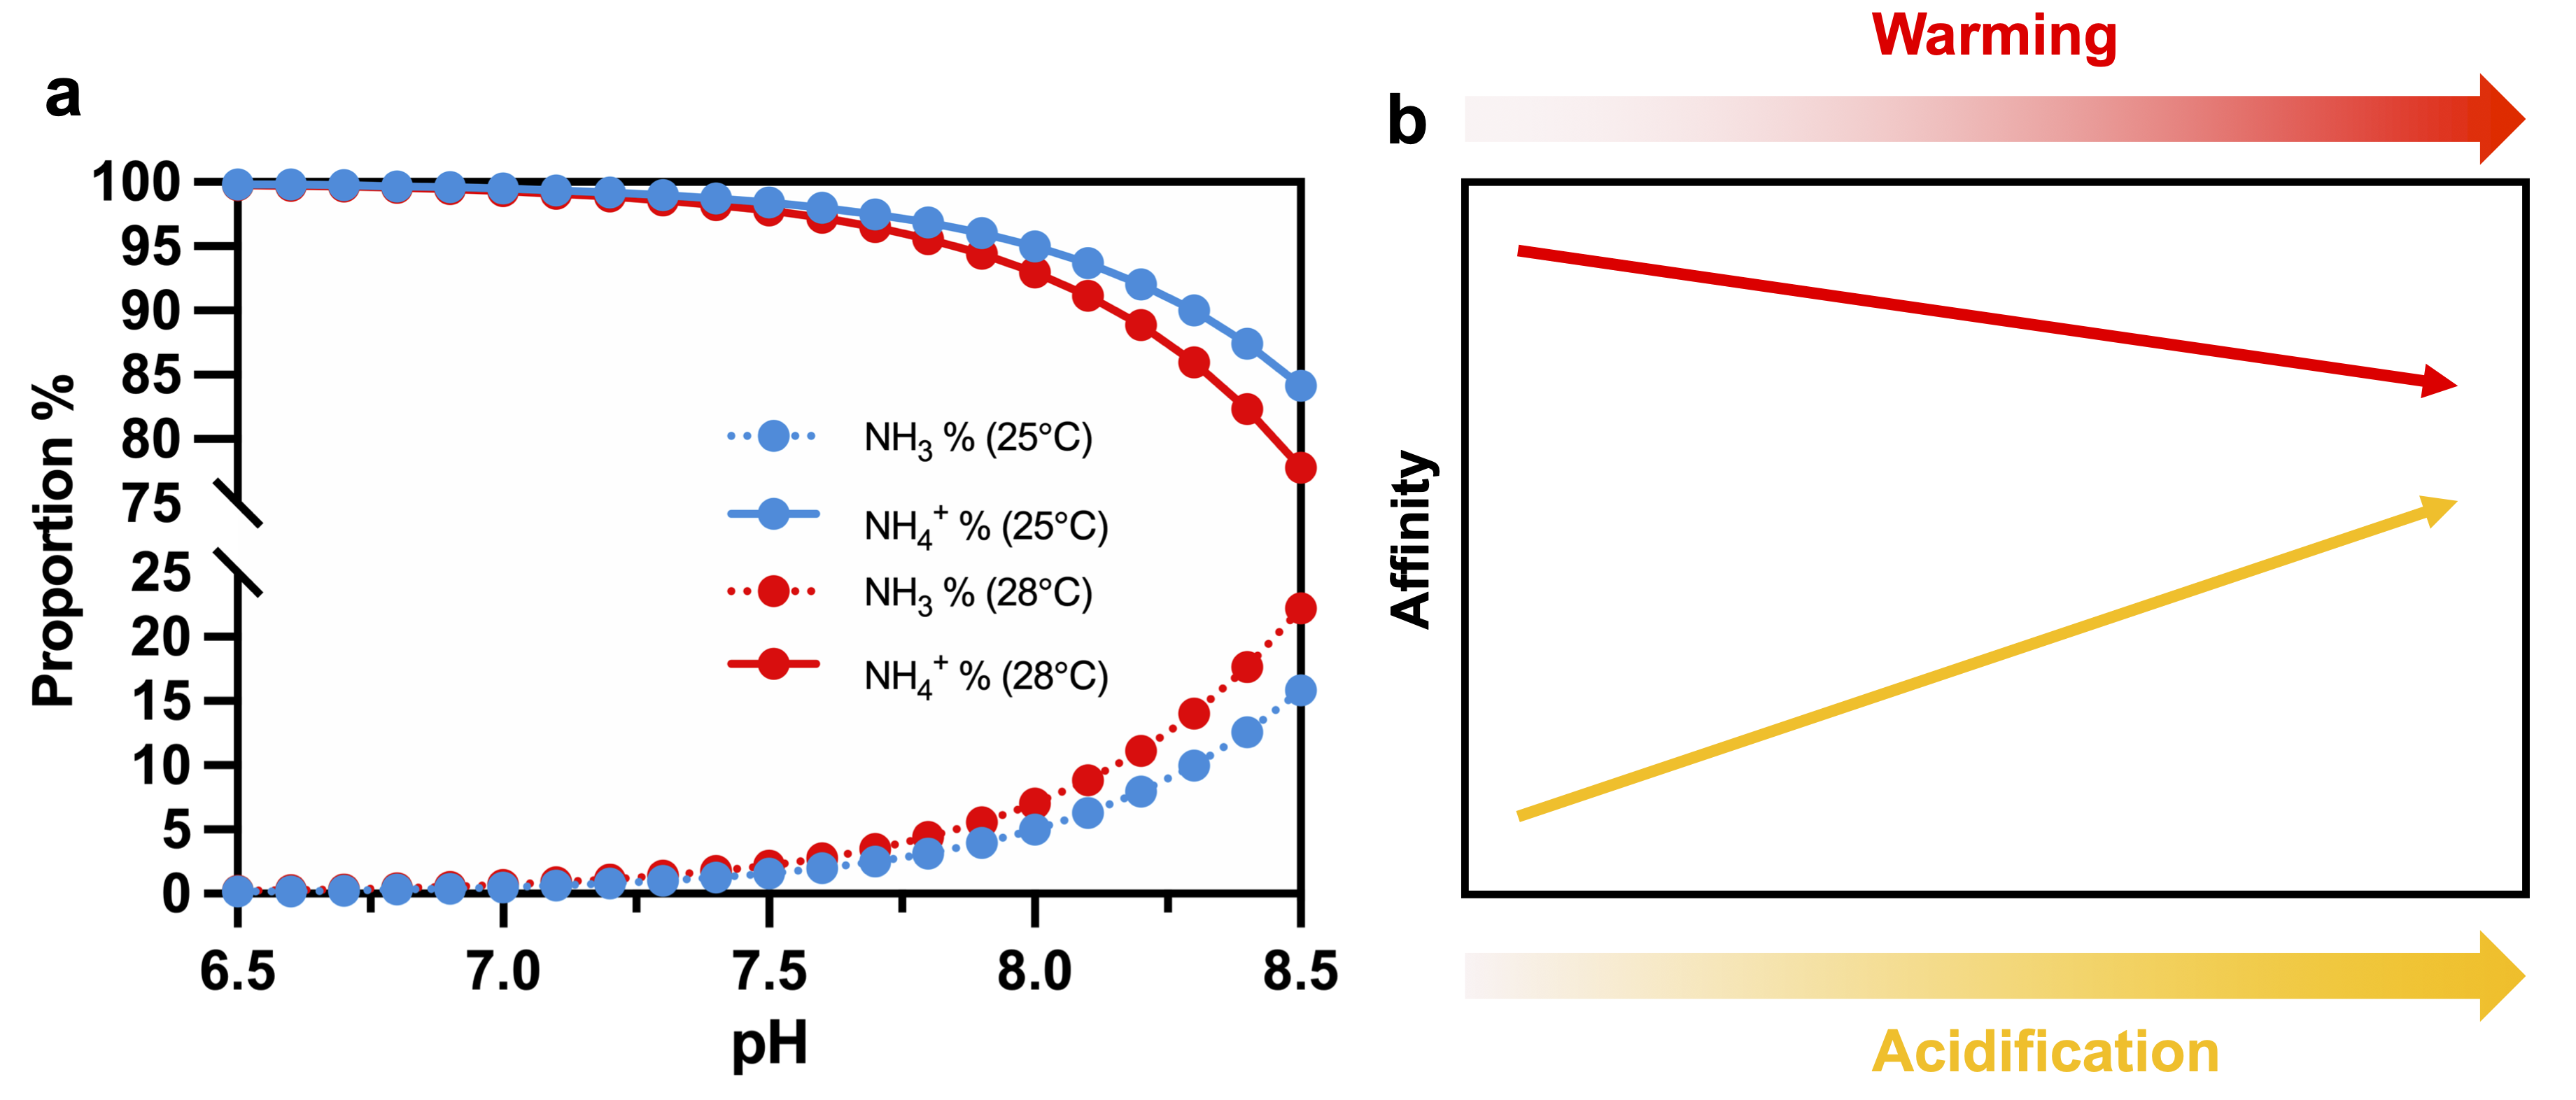 a
100
95
90
85
80
75
25
20
15
10
5
0
Proportion %
NH3 % (25°C)
NH4+ % (25°C)
NH3 % (28°C)
NH4+ % (28°C)
6.5 7.0 7.5 8.0 8.5
pH
Warming
b
Affinity
Acidification